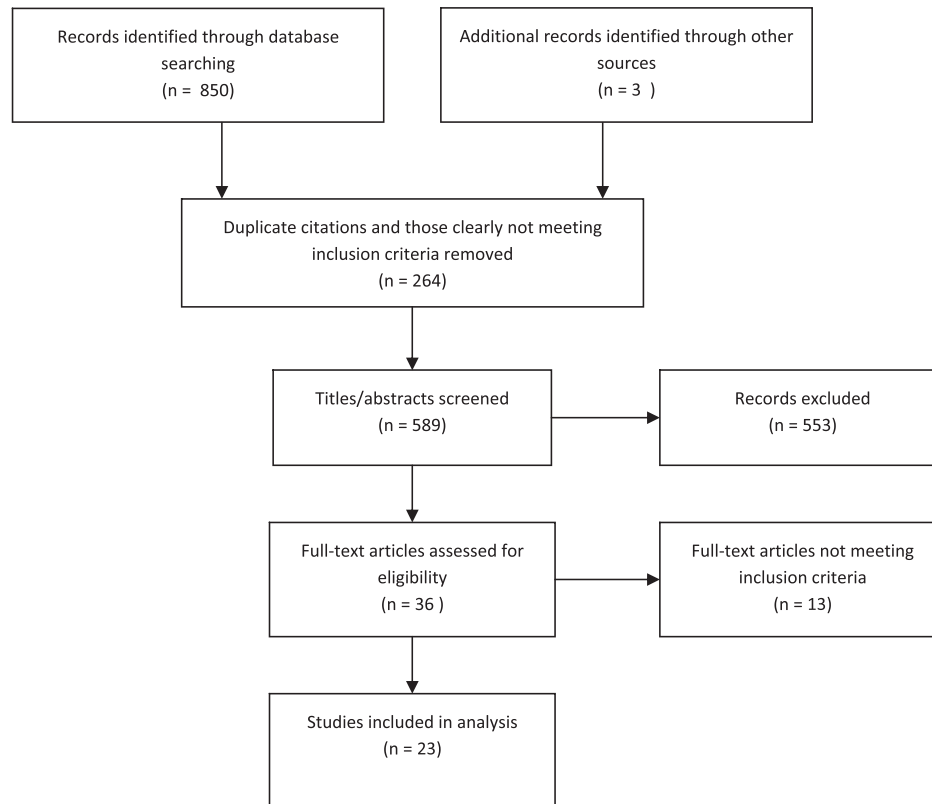 Records identified through database
searching
(n =  850)
Additional records identified through other
sources
(n = 3  )
Duplicate citations and those clearly not meeting
inclusion criteria removed
(n = 264)
Titles/abstracts screened
(n = 589)
Records excluded
(n = 553)
Full-text articles assessed for
eligibility
(n = 36 )
Full-text articles not meeting
inclusion criteria
(n = 13)
Studies included in analysis
(n = 23)